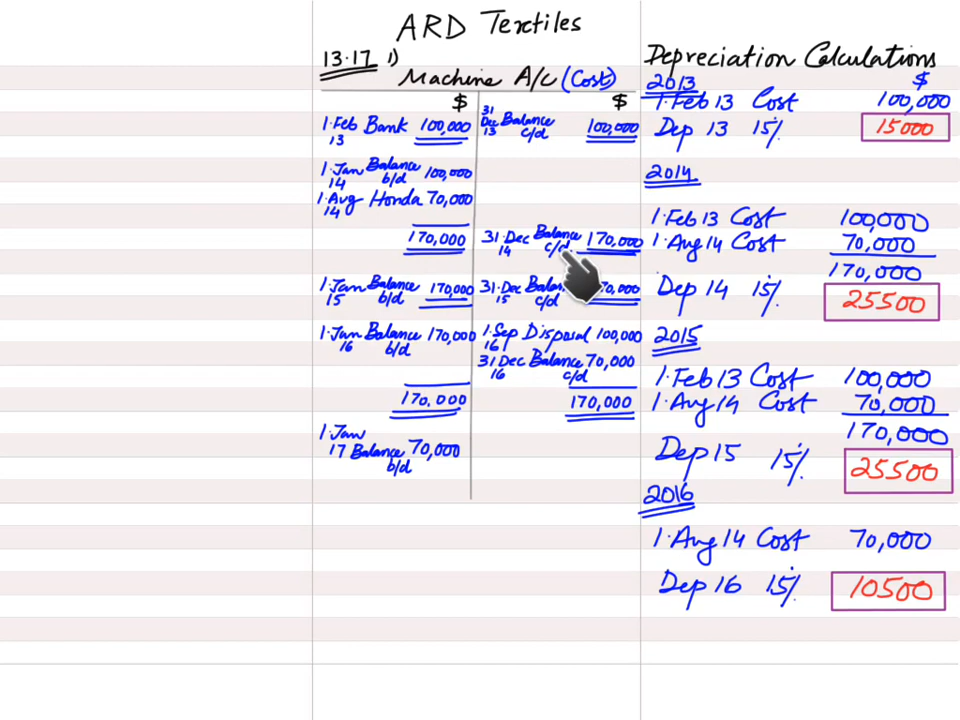 ARD Textiles
13.17 1)
Machine A/C (Cost)
$ $
1.Feb 13 Bank 100,000 31 Dec 13 Balance c/d 100,000
1.Jan 14 Balance b/d 100,000
1.Aug 14 Honda 70,000
170,000 31.Dec 14 Balance c/d 170,000
1.Jan 15 Balance b/d 170,000 31.Dec 15 c/d 70,000
1.Jan 16 Balance b/d 170,000 1.Sep 16 Disposal 100,000
31 Dec 16 Balance c/d 70,000
170,000 170,000
1.Jan 17 Balance b/d 70,000
Depreciation Calculations
2013 $
1.Feb 13 Cost 100,000
Dep 13 15% 15000
2014
1.Feb 13 Cost 100,000
1.Aug 14 Cost 70,000
170,000
Dep 14 15% 25500
2015
1.Feb 13 Cost 100,000
1.Aug 14 Cost 70,000
170,000
Dep 15 15% 25500
2016
1.Aug 14 Cost 70,000
Dep 16 15% 10500